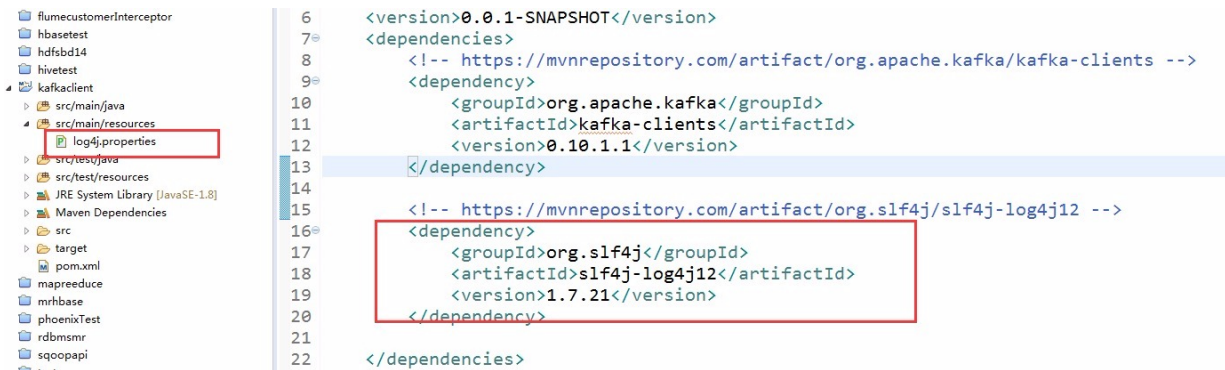 flumecustomerInterceptor
hbasetest
hdfsbd14
hivetest
kafkaclient
src/main/java
src/main/resources
log4j.properties
src/test/java
src/test/resources
JRE System Library [JavaSE-1.8]
Maven Dependencies
src
target
pom.xml
mapreeduce
mrhbase
phoenixTest
rdbmsmr
sqoopapi
6 <version>0.0.1-SNAPSHOT</version>
7 <dependencies>
8 <!-- https://mvnrepository.com/artifact/org.apache.kafka/kafka-clients -->
9 <dependency>
10 <groupId>org.apache.kafka</groupId>
11 <artifactId>kafka-clients</artifactId>
12 <version>0.10.1.1</version>
13 </dependency>
14
15 <!-- https://mvnrepository.com/artifact/org.slf4j/slf4j-log4j12 -->
16 <dependency>
17 <groupId>org.slf4j</groupId>
18 <artifactId>slf4j-log4j12</artifactId>
19 <version>1.7.21</version>
20 </dependency>
21
22 </dependencies>